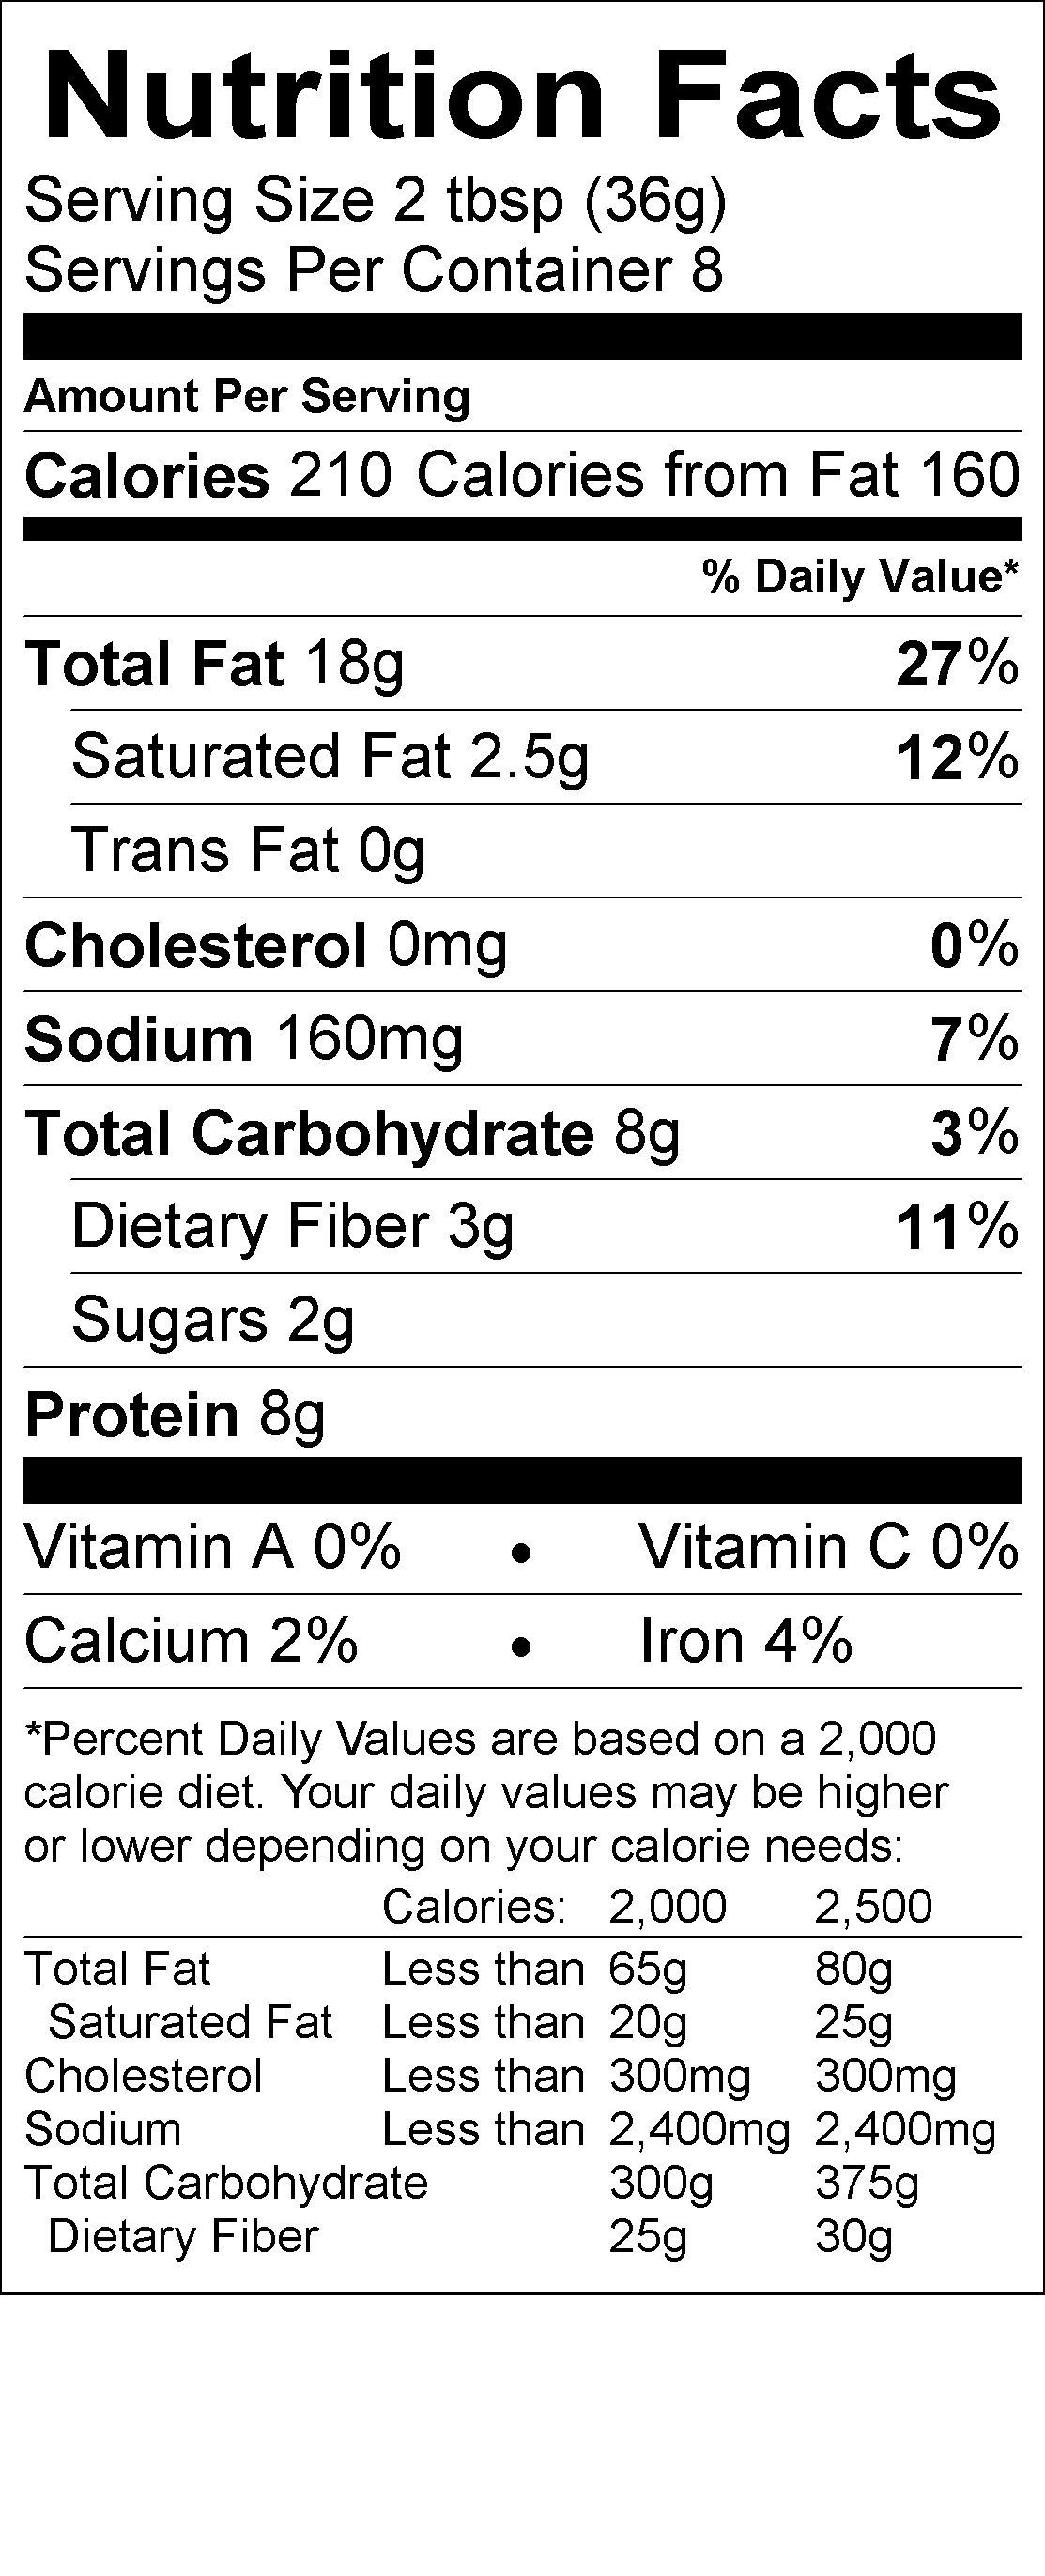 Nutrition Facts
Serving Size 2 tbsp (36g)
Servings Per Container 8
Amount Per Serving
Calories 210 Calories from Fat 160
% Daily Value*
Total Fat 18g 27%
Saturated Fat 2.5g 12%
Trans Fat 0g
Cholesterol 0mg 0%
Sodium 160mg 7%
Total Carbohydrate 8g 3%
Dietary Fiber 3g 11%
Sugars 2g
Protein 8g
Vitamin A 0% • Vitamin C 0%
Calcium 2% • Iron 4%
*Percent Daily Values are based on a 2,000
calorie diet. Your daily values may be higher
or lower depending on your calorie needs:
Calories: 2,000 2,500
Total Fat Less than 65g 80g
Saturated Fat Less than 20g 25g
Cholesterol Less than 300mg 300mg
Sodium Less than 2,400mg 2,400mg
Total Carbohydrate 300g 375g
Dietary Fiber 25g 30g